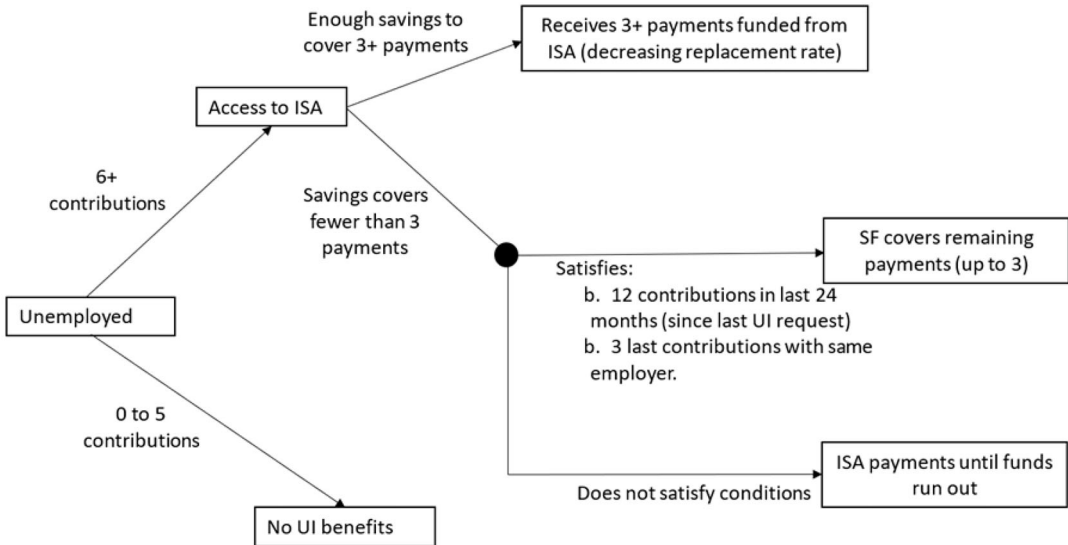 Enough savings to
cover 3+ payments
Receives 3+ payments funded from
ISA (decreasing replacement rate)
Access to ISA
6+
contributions
Savings covers
fewer than 3
payments
SF covers remaining
payments (up to 3)
Satisfies:
b. 12 contributions in last 24
months (since last UI request)
b. 3 last contributions with same
employer.
Unemployed
0 to 5
contributions
ISA payments until funds
run out
Does not satisfy conditions
No UI benefits